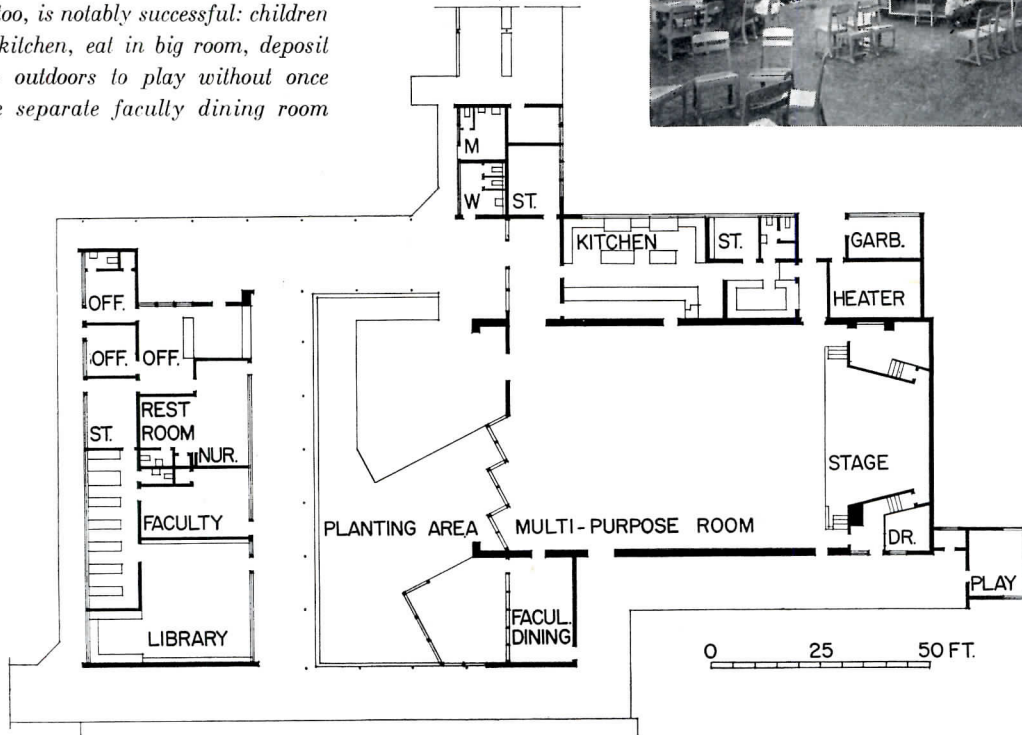 too, is notably successful: children
kitchen, eat in big room, deposit
outdoors to play without once
separate faculty dining room
M
W
ST.
KITCHEN
ST.
GARB.
HEATER
OFF.
OFF.
OFF.
REST
ROOM
ST.
NUR.
FACULTY
LIBRARY
PLANTING AREA
MULTI-PURPOSE ROOM
STAGE
DR.
PLAY
FACUL.
DINING
0 25 50 FT.